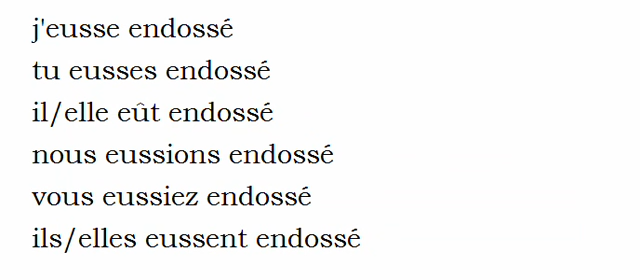 j'eusse endossé
tu eusses endossé
il/elle eût endossé
nous eussions endossé
vous eussiez endossé
ils/elles eussent endossé